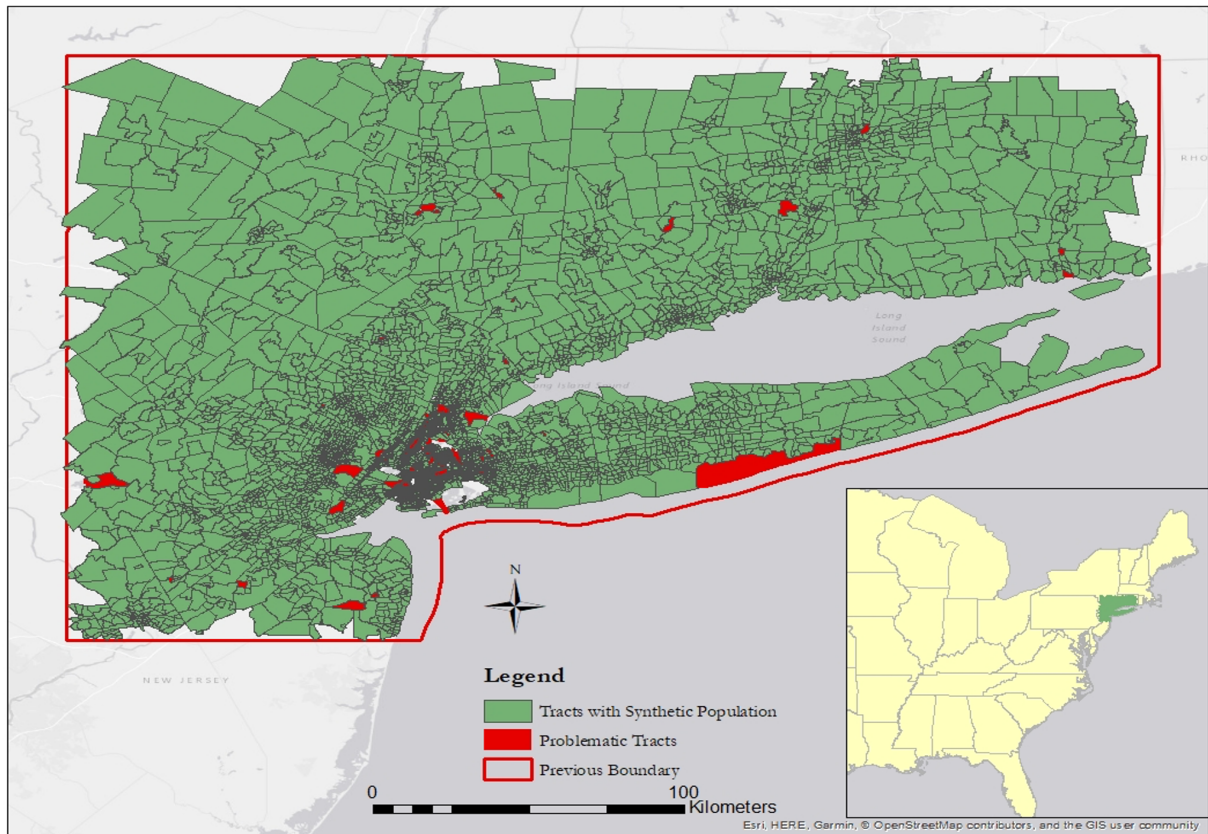 RHO
Long
Island
Sound
Long Island Sound
N
NEW JERSEY
Legend
Tracts with Synthetic Population
Problematic Tracts
Previous Boundary
0
100
Kilometers
Esri, HERE, Garmin, © OpenStreetMap contributors, and the GIS user community